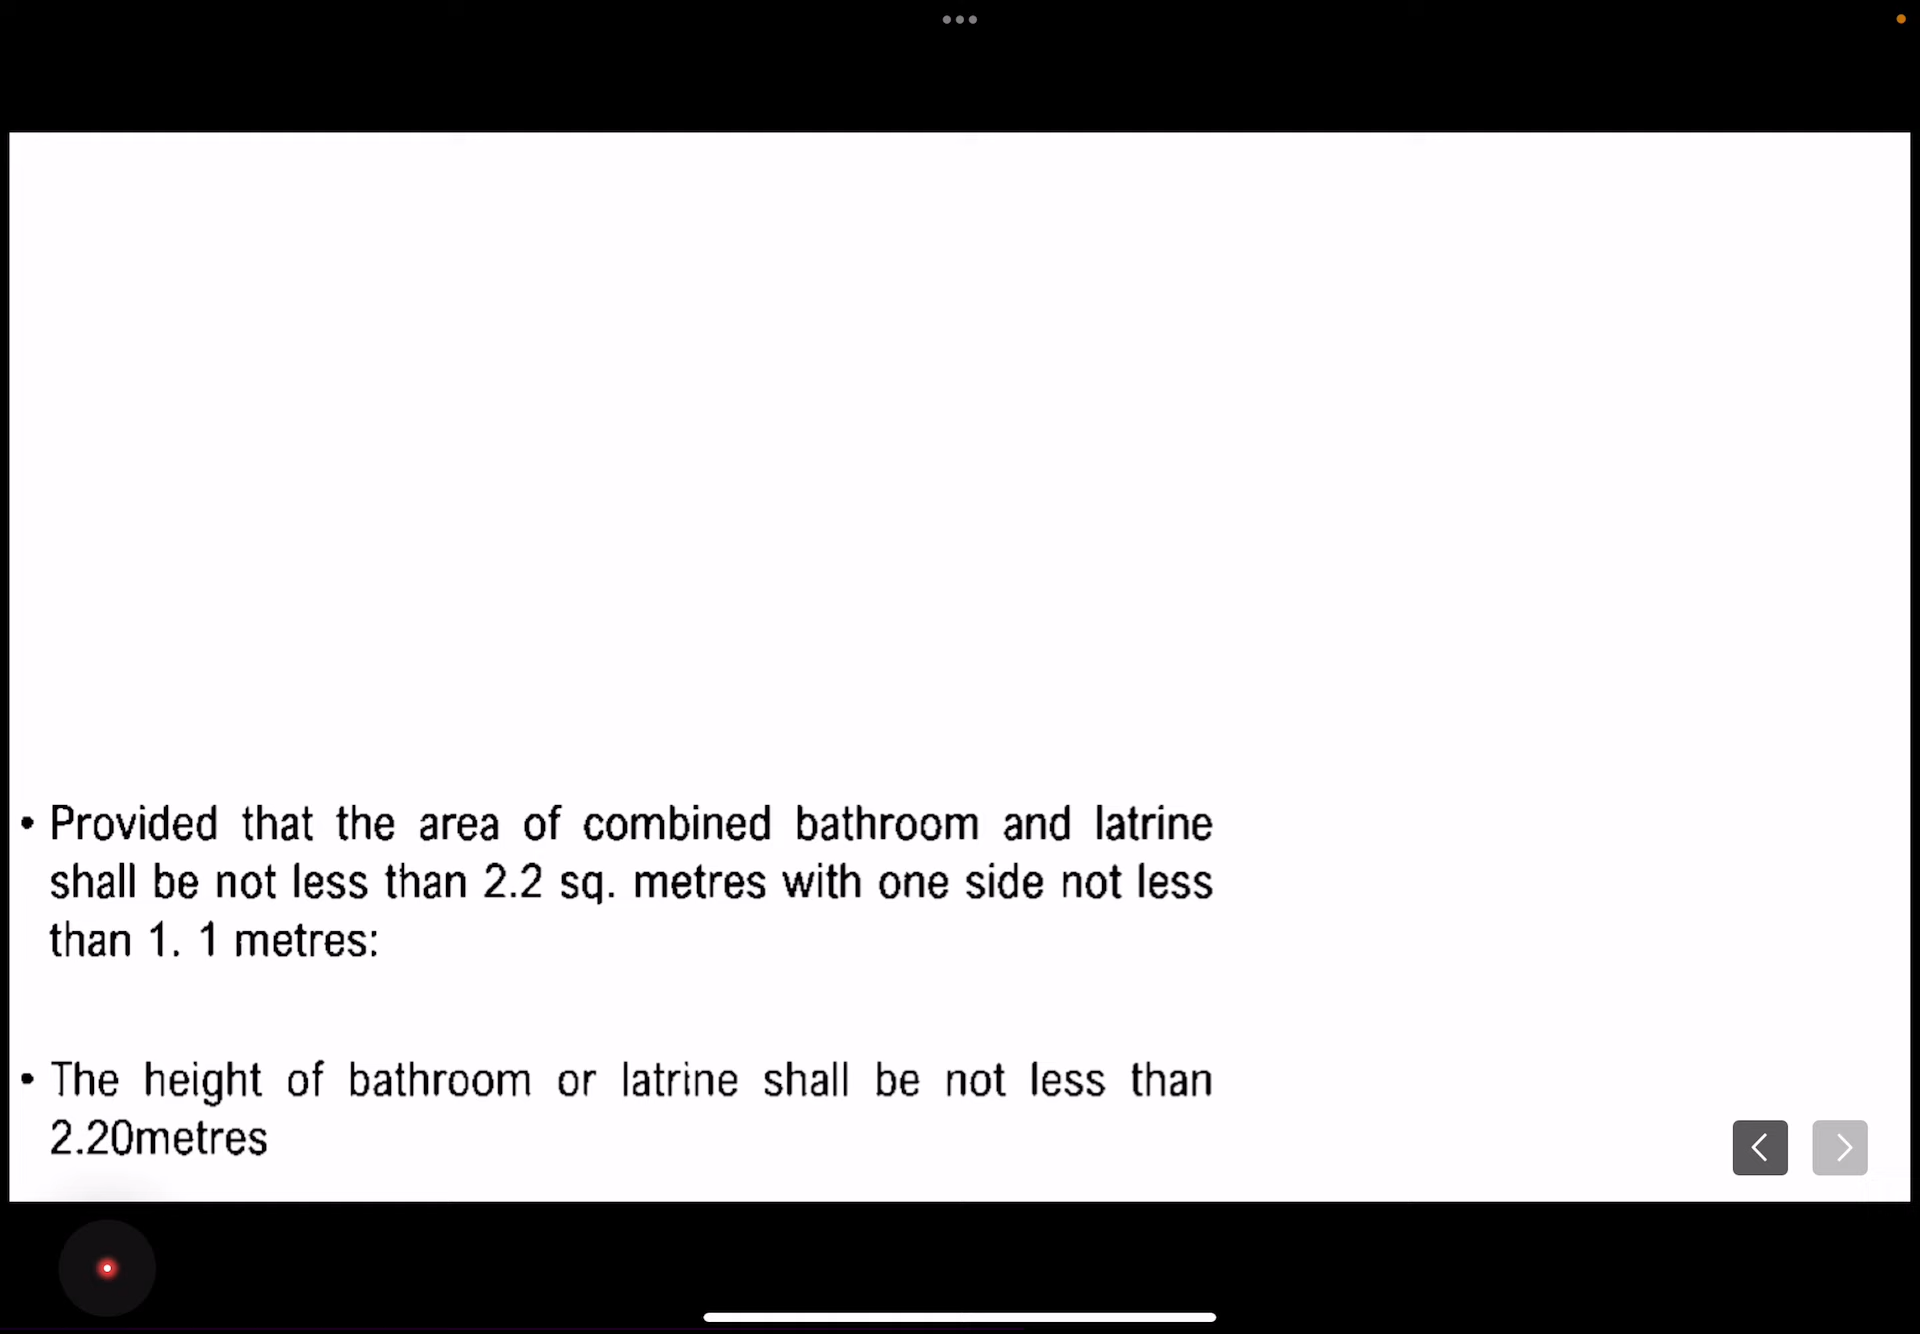 • Provided that the area of combined bathroom and latrine
shall be not less than 2.2 sq. metres with one side not less
than 1. 1 metres:
• The height of bathroom or latrine shall be not less than
2.20metres